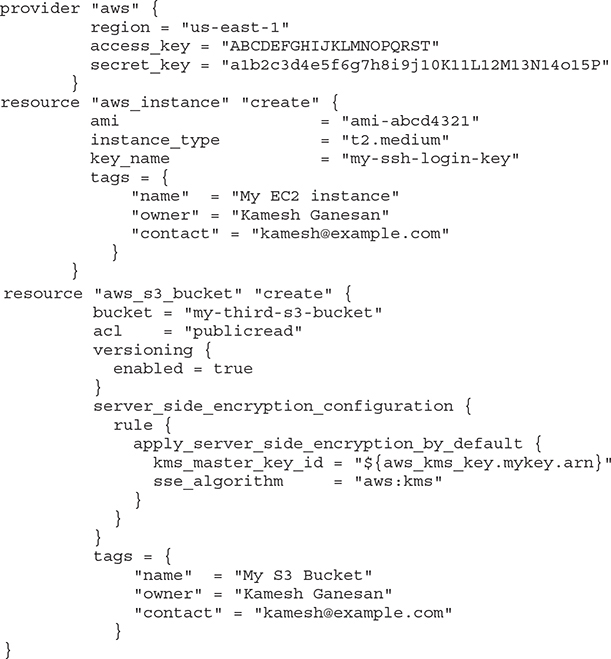 provider "aws" {
region = "us-east-1"
access_key = "ABCDEFGHIJKLMNOPQRST"
secret_key = "a1b2c3d4e5f6g7h8i9j10K11L12M13N14o15P"
}
resource "aws_instance" "create" {
ami = "ami-abcd4321"
instance_type = "t2.medium"
key_name = "my-ssh-login-key"
tags = {
"name" = "My EC2 instance"
"owner" = "Kamesh Ganesan"
"contact" = "kamesh@example.com"
}
}
resource "aws_s3_bucket" "create" {
bucket = "my-third-s3-bucket"
acl = "publicread"
versioning {
enabled = true
}
server_side_encryption_configuration {
rule {
apply_server_side_encryption_by_default {
kms_master_key_id = "${aws_kms_key.mykey.arn}"
sse_algorithm = "aws:kms"
}
}
}
tags = {
"name" = "My S3 Bucket"
"owner" = "Kamesh Ganesan"
"contact" = "kamesh@example.com"
}
}